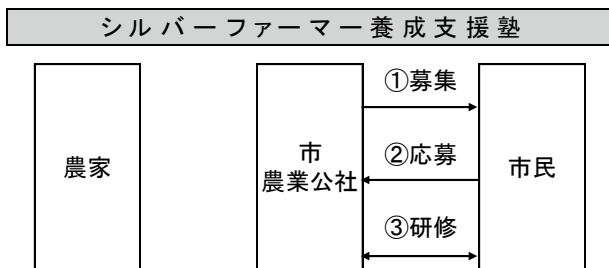 シルバーファーマー養成支援塾
①募集
市
農業公社
農家
②応募
市民
③研修